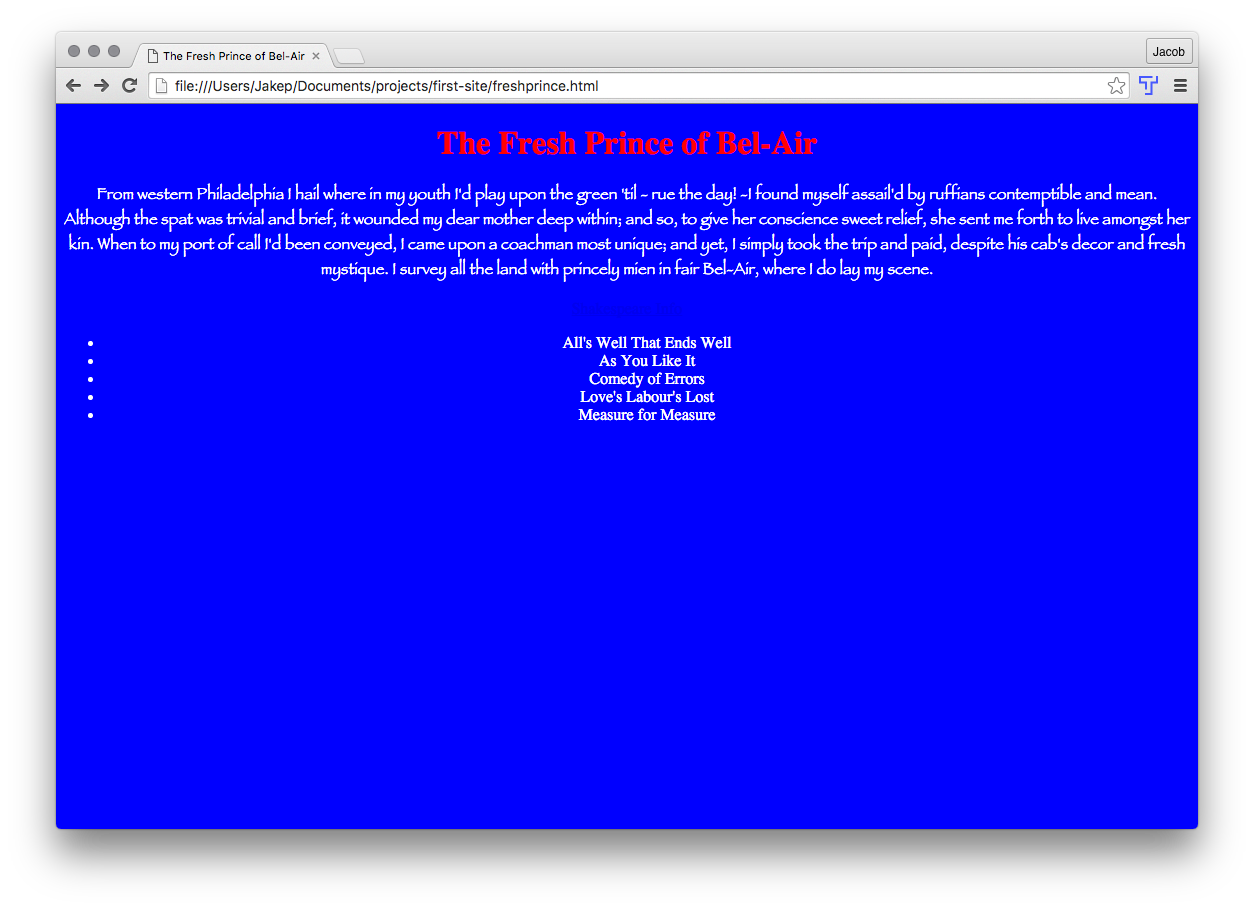 The Fresh Prince of Bel-Air
Jacob
file:///Users/Jakep/Documents/projects/first-site/freshprince.html
The Fresh Prince of Bel-Air
From western Philadelphia I hail where in my youth I'd play upon the green 'til - rue the day! -I found myself assail'd by ruffians contemptible and mean.
Although the spat was trivial and brief, it wounded my dear mother deep within; and so, to give her conscience sweet relief, she sent me forth to live amongst her
kin. When to my port of call I'd been conveyed, I came upon a coachman most unique; and yet, I simply took the trip and paid, despite his cab's decor and fresh
mystique. I survey all the land with princely mien in fair Bel-Air, where I do lay my scene.
All's Well That Ends Well
As You Like It
Comedy of Errors
Love's Labour's Lost
Measure for Measure